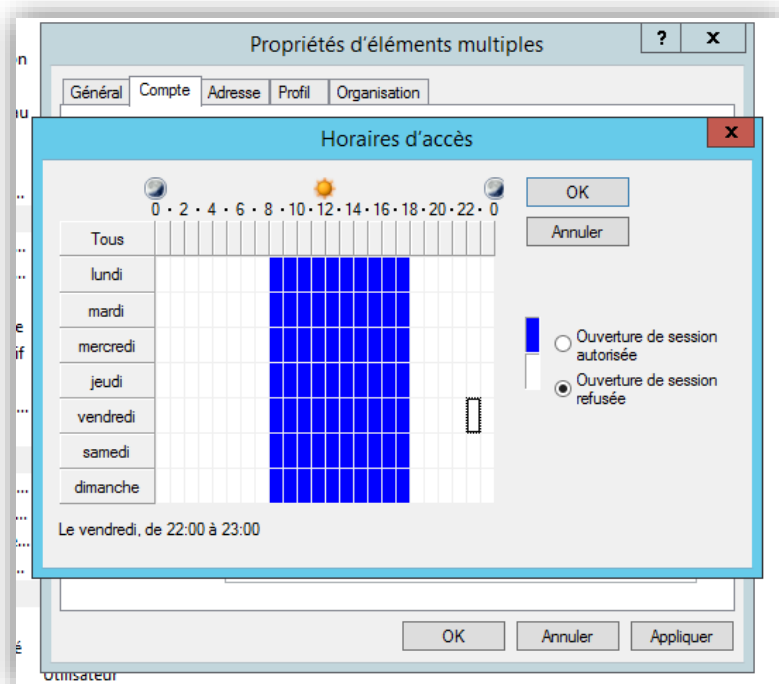 Propriétés d'éléments multiples
? x
Général Compte Adresse Profil Organisation
Horaires d'accès
x
0 · 2 · 4 · 6 · 8 · 10 · 12 · 14 · 16 · 18 · 20 · 22 · 0
OK
Annuler
Tous
lundi
mardi
mercredi
jeudi
vendredi
samedi
dimanche
Ouverture de session
autorisée
Ouverture de session
refusée
Le vendredi, de 22:00 à 23:00
OK Annuler Appliquer
Utilisateur